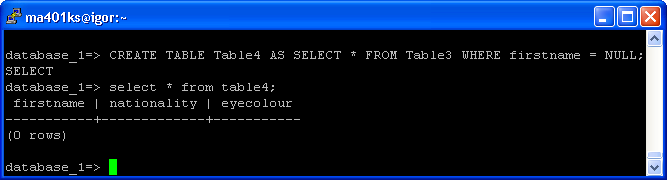 ma401ks@igor:~
database_1=> CREATE TABLE Table4 AS SELECT * FROM Table3 WHERE firstname = NULL;
SELECT
database_1=> select * from table4;
 firstname | nationality | eyecolour
-----------+-------------+-----------
(0 rows)
database_1=>